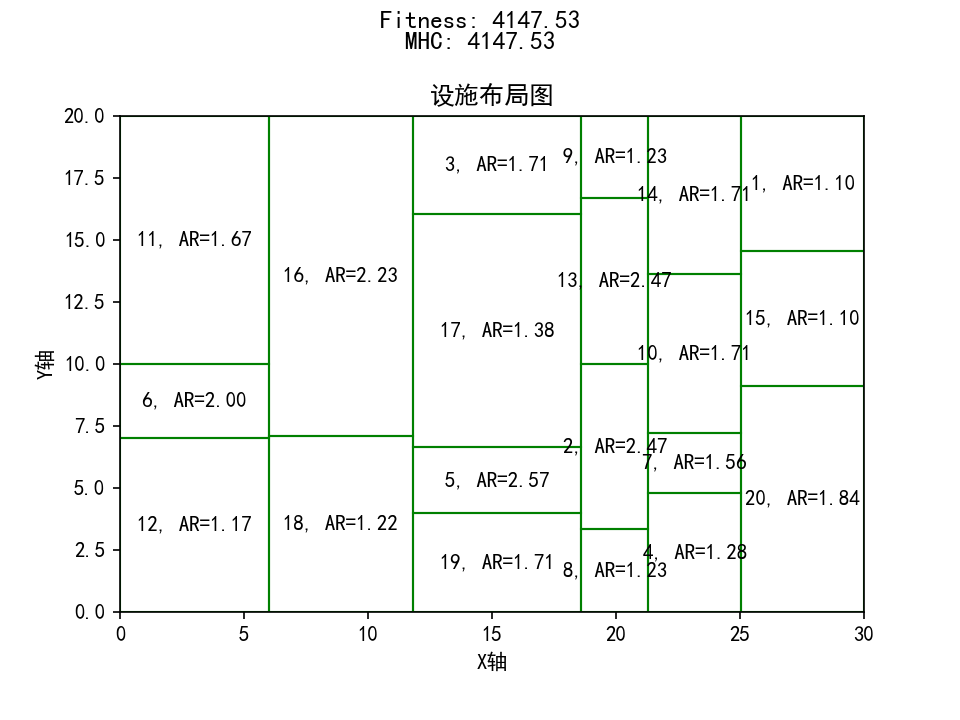 Fitness: 4147.53
MHC: 4147.53
设施布局图
20.0
17.5
15.0
12.5
10.0
7.5
5.0
2.5
0.0
Y轴
11, AR=1.67
6, AR=2.00
12, AR=1.17
16, AR=2.23
18, AR=1.22
3, AR=1.71
17, AR=1.38
5, AR=2.57
19, AR=1.71
9, AR=1.23
13, AR=2.47
2, AR=2.47
8, AR=1.23
14, AR=1.71
10, AR=1.71
7, AR=1.56
4, AR=1.28
1, AR=1.10
15, AR=1.10
20, AR=1.84
0 5 10 15 20 25 30
X轴